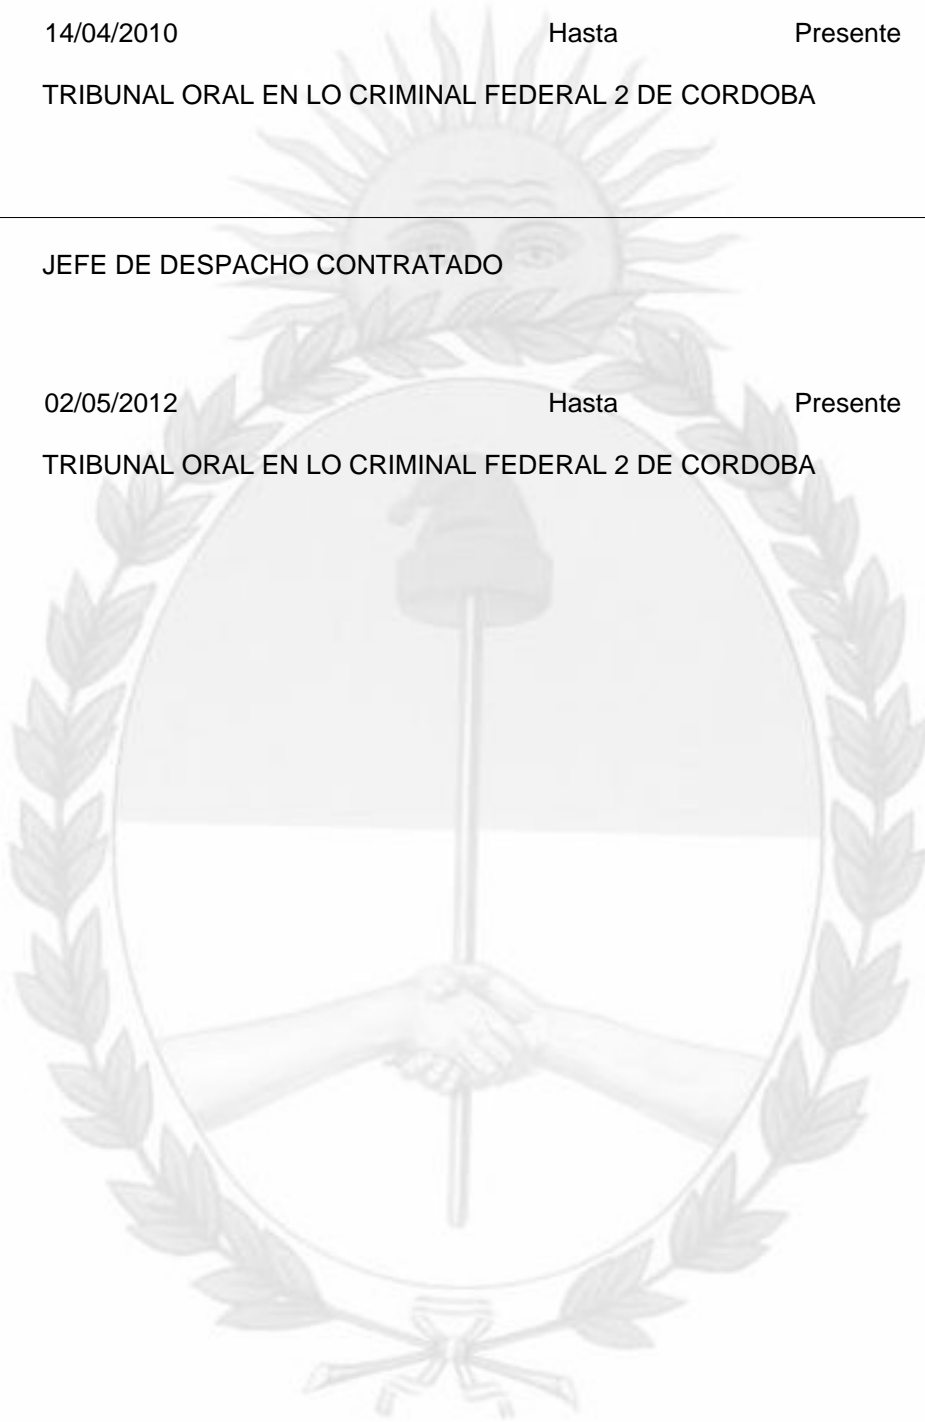 14/04/2010 Hasta Presente
TRIBUNAL ORAL EN LO CRIMINAL FEDERAL 2 DE CORDOBA
JEFE DE DESPACHO CONTRATADO
02/05/2012 Hasta Presente
TRIBUNAL ORAL EN LO CRIMINAL FEDERAL 2 DE CORDOBA